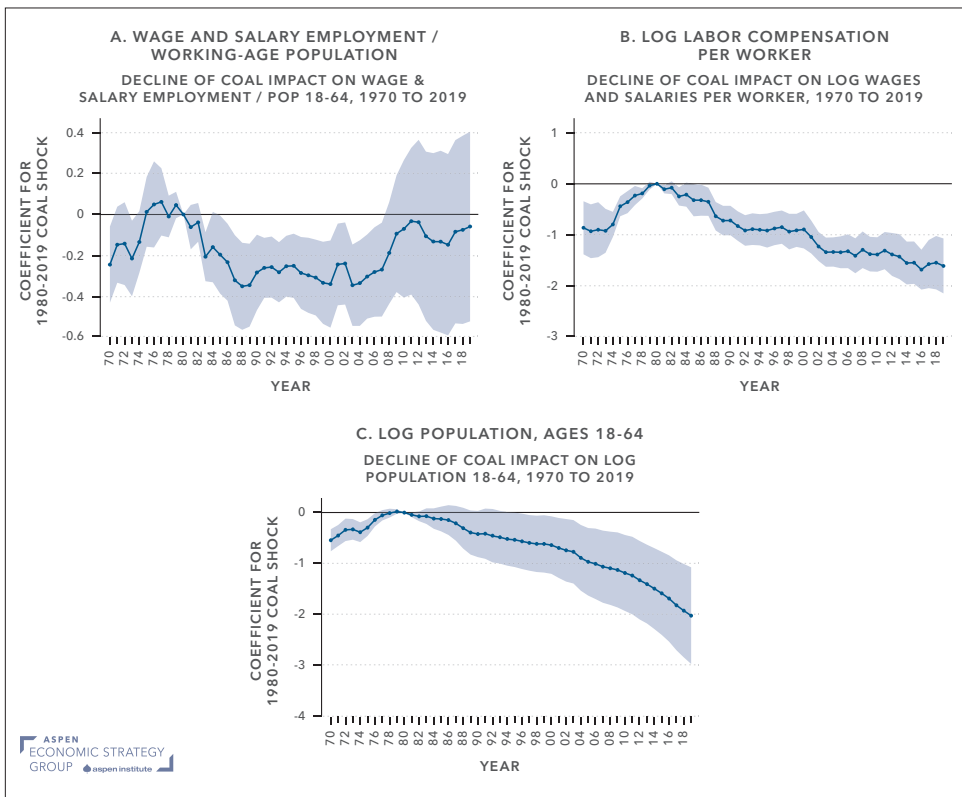 A. WAGE AND SALARY EMPLOYMENT /
WORKING-AGE POPULATION
DECLINE OF COAL IMPACT ON WAGE &
SALARY EMPLOYMENT / POP 18-64, 1970 TO 2019
COEFFICIENT FOR
1980-2019 COAL SHOCK
0.4
0.2
0
-0.2
-0.4
-0.6
70 72 74 76 78 80 82 84 86 88 90 92 94 96 98 00 02 04 06 08 10 12 14 16 18
YEAR
B. LOG LABOR COMPENSATION
PER WORKER
DECLINE OF COAL IMPACT ON LOG WAGES
AND SALARIES PER WORKER, 1970 TO 2019
COEFFICIENT FOR
1980-2019 COAL SHOCK
1
0
-1
-2
-3
70 72 74 76 78 80 82 84 86 88 90 92 94 96 98 00 02 04 06 08 10 12 14 16 18
YEAR
C. LOG POPULATION, AGES 18-64
DECLINE OF COAL IMPACT ON LOG
POPULATION 18-64, 1970 TO 2019
COEFFICIENT FOR
1980-2019 COAL SHOCK
0
-1
-2
-3
-4
70 72 74 76 78 80 82 84 86 88 90 92 94 96 98 00 02 04 06 08 10 12 14 16 18
YEAR
ASPEN
ECONOMIC STRATEGY
GROUP aspen institute